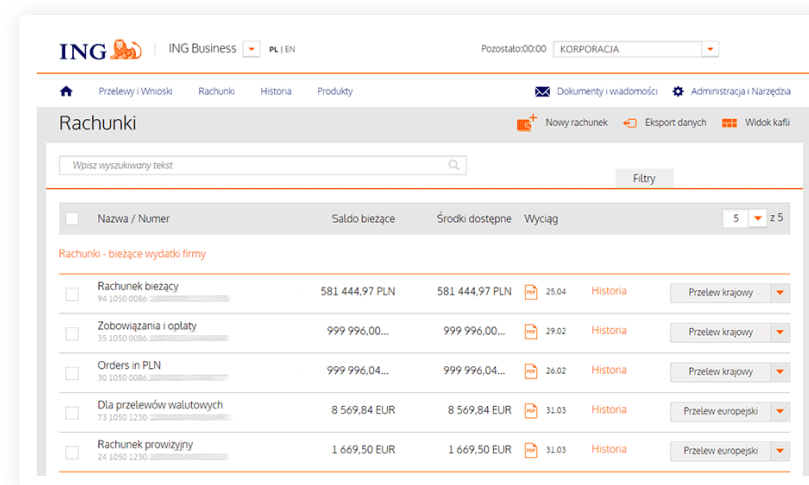 ING ING Business PL | EN Pozostało:00:00 KORPORACJA
Przelewy i Wnioski Rachunki Historia Produkty Dokumenty i wiadomości Administracja i Narzędzia
Rachunki Nowy rachunek Eksport danych Widok kafli
Wpisz wyszukiwany tekst
Filtry
Nazwa / Numer Saldo bieżące Środki dostępne Wyciąg 5 z 5
Rachunki - bieżące wydatki firmy
Rachunek bieżący 581 444,97 PLN 581 444,97 PLN PDF 25.04 Historia Przelew krajowy
94 1050 0086
Zobowiązania i opłaty 999 996,00... 999 996,00... PDF 29.02 Historia Przelew krajowy
35 1050 0086
Orders in PLN 999 996,04... 999 996,04... PDF 26.02 Historia Przelew krajowy
30 1050 0086
Dla przelewów walutowych 8 569,84 EUR 8 569,84 EUR PDF 31.03 Historia Przelew europejski
73 1050 1230
Rachunek prowizyjny 1 669,50 EUR 1 669,50 EUR PDF 31.03 Historia Przelew europejski
24 1050 1230